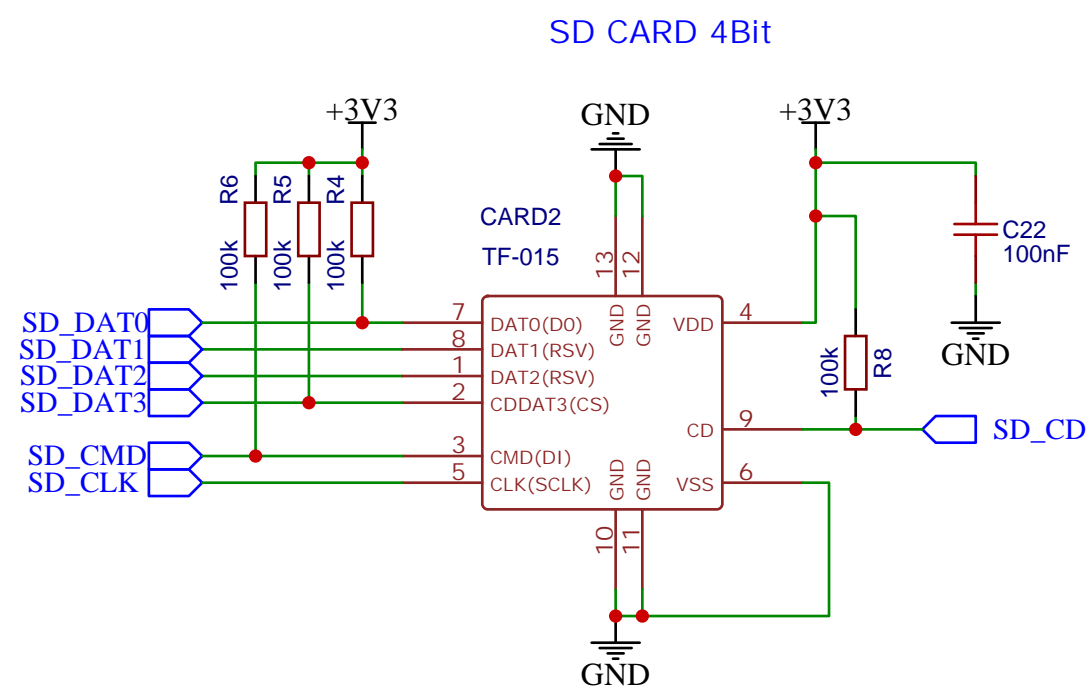 SD CARD 4Bit
+3V3
GND
+3V3
R6
R5
R4
100k
100k
100k
CARD2
TF-015
C22
100nF
GND
13
12
GND
GND
SD_DAT0
7
DAT0(D0)
VDD
4
SD_DAT1
8
DAT1(RSV)
SD_DAT2
1
DAT2(RSV)
SD_DAT3
2
CDDAT3(CS)
100k
R8
CD
9
SD_CD
SD_CMD
3
CMD(DI)
SD_CLK
5
CLK(SCLK)
GND
GND
VSS
6
10
11
GND